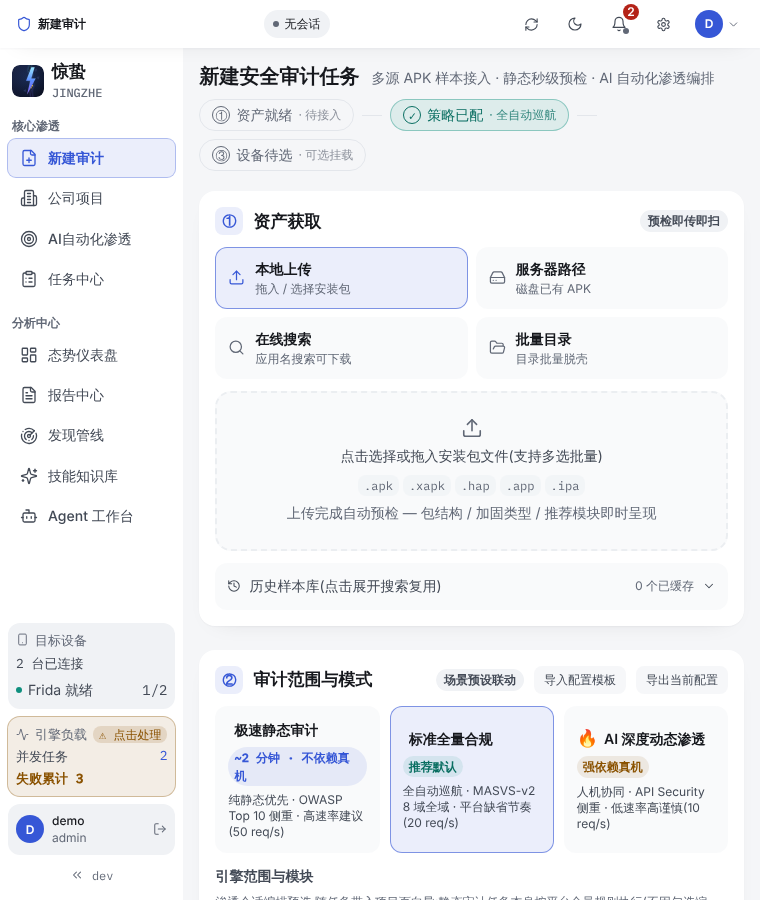 新建审计
无会话
2
D
惊蛰
JINGZHE
核心渗透
新建审计
公司项目
AI自动化渗透
任务中心
分析中心
态势仪表盘
报告中心
发现管线
技能知识库
Agent 工作台
目标设备
2 台已连接
Frida 就绪 1/2
引擎负载 ⚠ 点击处理
并发任务 2
失败累计 3
D
demo
admin
dev
新建安全审计任务 多源 APK 样本接入 · 静态秒级预检 · AI 自动化渗透编排
① 资产就绪 · 待接入
✓ 策略已配 · 全自动巡航
③ 设备待选 · 可选挂载
① 资产获取 预检即传即扫
本地上传
拖入 / 选择安装包
服务器路径
磁盘已有 APK
在线搜索
应用名搜索可下载
批量目录
目录批量脱壳
点击选择或拖入安装包文件(支持多选批量)
.apk .xapk .hap .app .ipa
上传完成自动预检 — 包结构 / 加固类型 / 推荐模块即时呈现
历史样本库(点击展开搜索复用) 0 个已缓存
② 审计范围与模式 场景预设联动 导入配置模板 导出当前配置
极速静态审计
~2 分钟 · 不依赖真
机
纯静态优先 · OWASP
Top 10 侧重 · 高速率建议
(50 req/s)
标准全量合规
推荐默认
全自动巡航 · MASVS-v2
8 域全域 · 平台缺省节奏
(20 req/s)
🔥 AI 深度动态渗透
强依赖真机
人机协同 · API Security
侧重 · 低速率高谨慎(10
req/s)
引擎范围与模块